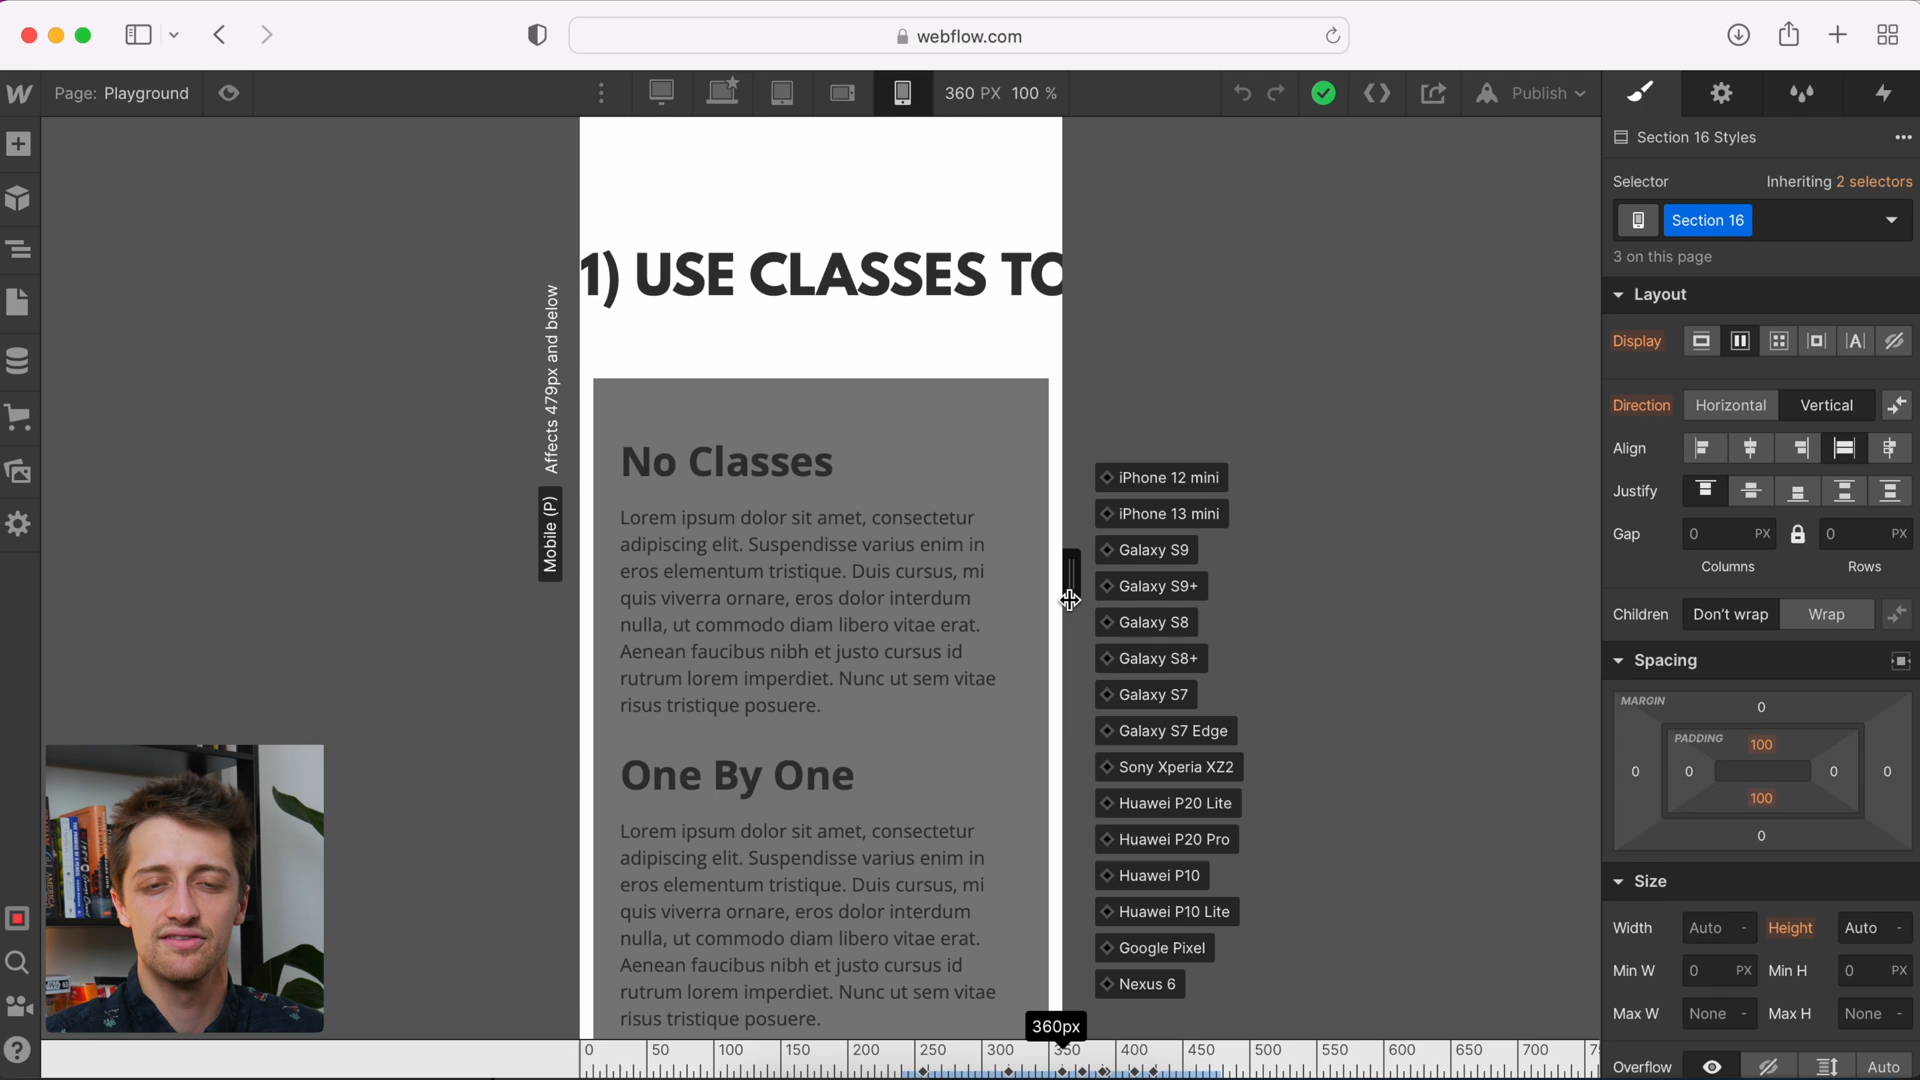 webflow.com
Page: Playground
360 PX 100 %
Publish
Section 16 Styles
Selector
Inheriting 2 selectors
Section 16
3 on this page
Layout
Display
Direction
Horizontal
Vertical
Align
Justify
Gap
0 PX
0 PX
Columns
Rows
Children
Don't wrap
Wrap
Spacing
MARGIN
0
PADDING
100
0
0
0
0
100
0
Size
Width
Auto -
Height
Auto -
Min W
0 PX
Min H
0 PX
Max W
None -
Max H
None -
Overflow
Auto
Affects 479px and below
Mobile (P)
1) USE CLASSES TO
No Classes
Lorem ipsum dolor sit amet, consectetur
adipiscing elit. Suspendisse varius enim in
eros elementum tristique. Duis cursus, mi
quis viverra ornare, eros dolor interdum
nulla, ut commodo diam libero vitae erat.
Aenean faucibus nibh et justo cursus id
rutrum lorem imperdiet. Nunc ut sem vitae
risus tristique posuere.
One By One
Lorem ipsum dolor sit amet, consectetur
adipiscing elit. Suspendisse varius enim in
eros elementum tristique. Duis cursus, mi
quis viverra ornare, eros dolor interdum
nulla, ut commodo diam libero vitae erat.
Aenean faucibus nibh et justo cursus id
rutrum lorem imperdiet. Nunc ut sem vitae
risus tristique posuere.
iPhone 12 mini
iPhone 13 mini
Galaxy S9
Galaxy S9+
Galaxy S8
Galaxy S8+
Galaxy S7
Galaxy S7 Edge
Sony Xperia XZ2
Huawei P20 Lite
Huawei P20 Pro
Huawei P10
Huawei P10 Lite
Google Pixel
Nexus 6
360px
0 50 100 150 200 250 300 350 400 450 500 550 600 650 700